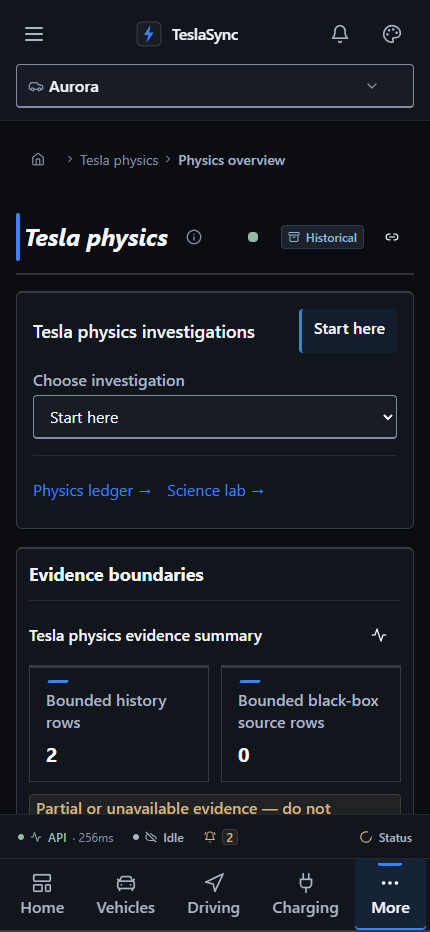 TeslaSync
Aurora
Tesla physics
Physics overview
Tesla physics
Historical
Tesla physics investigations
Start here
Choose investigation
Start here
Physics ledger →
Science lab →
Evidence boundaries
Tesla physics evidence summary
Bounded history
rows
2
Bounded black-box
source rows
0
Partial or unavailable evidence — do not
API · 256ms
Idle
2
Status
Home
Vehicles
Driving
Charging
More